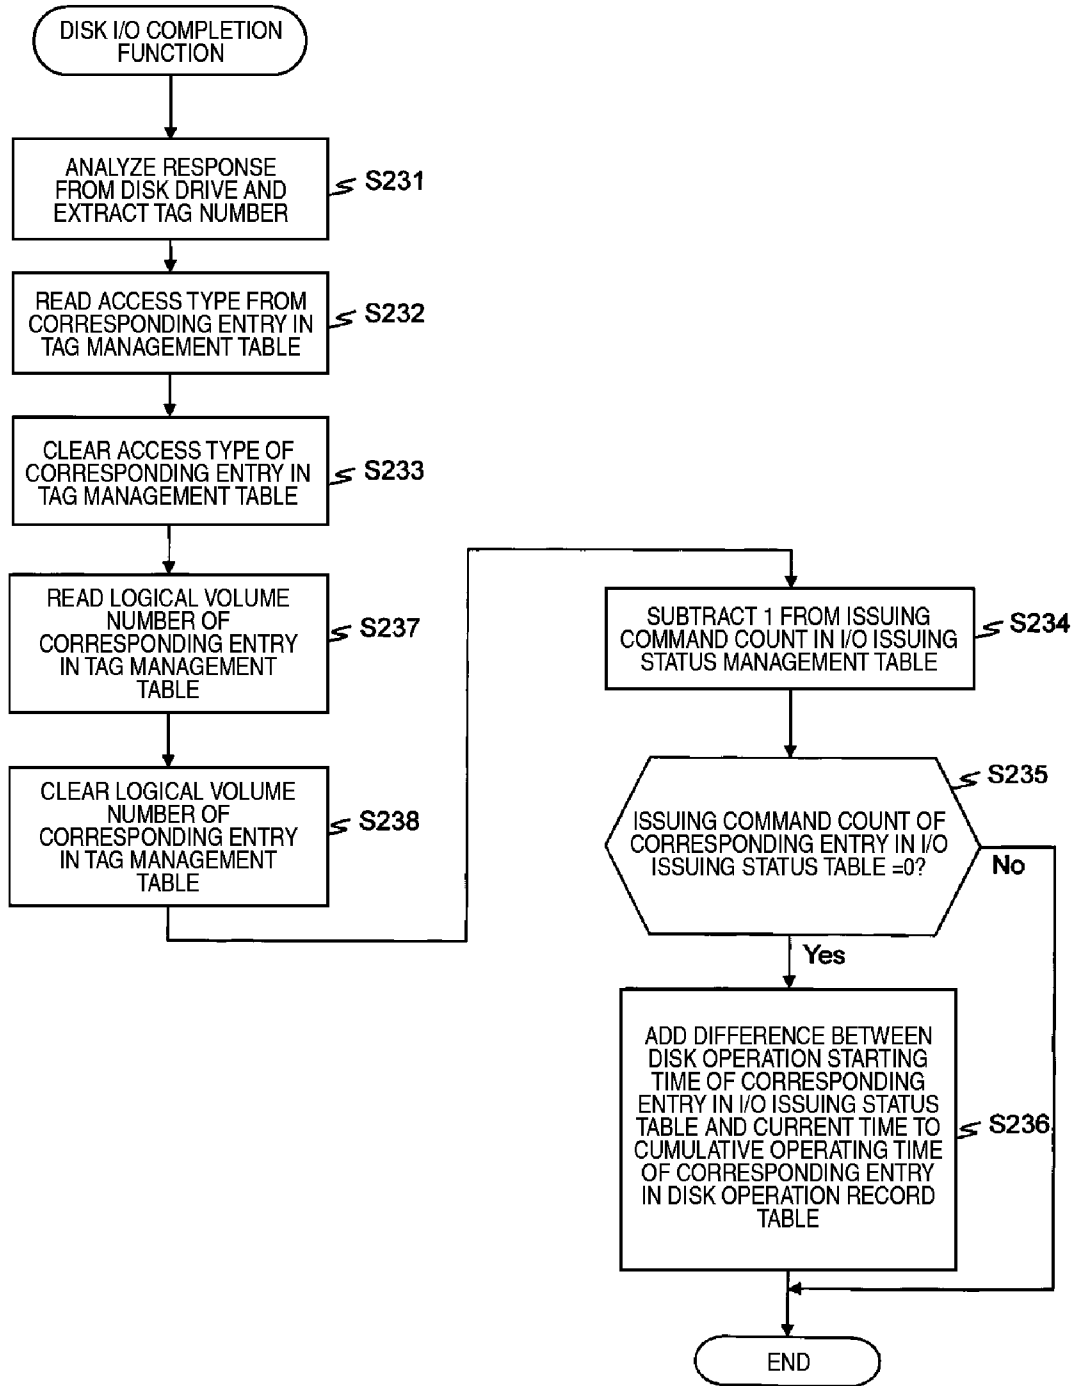 DISK I/O COMPLETION
FUNCTION
ANALYZE RESPONSE
FROM DISK DRIVE AND
EXTRACT TAG NUMBER
S231
READ ACCESS TYPE FROM
CORRESPONDING ENTRY IN
TAG MANAGEMENT TABLE
S232
CLEAR ACCESS TYPE OF
CORRESPONDING ENTRY IN
TAG MANAGEMENT TABLE
S233
READ LOGICAL VOLUME
NUMBER OF
CORRESPONDING ENTRY
IN TAG MANAGEMENT
TABLE
S237
CLEAR LOGICAL VOLUME
NUMBER OF
CORRESPONDING ENTRY
IN TAG MANAGEMENT
TABLE
S238
SUBTRACT 1 FROM ISSUING
COMMAND COUNT IN I/O ISSUING
STATUS MANAGEMENT TABLE
S234
ISSUING COMMAND COUNT OF
CORRESPONDING ENTRY IN I/O
ISSUING STATUS TABLE =0?
S235
No
Yes
ADD DIFFERENCE BETWEEN
DISK OPERATION STARTING
TIME OF CORRESPONDING
ENTRY IN I/O ISSUING STATUS
TABLE AND CURRENT TIME TO
CUMULATIVE OPERATING TIME
OF CORRESPONDING ENTRY
IN DISK OPERATION RECORD
TABLE
S236
END